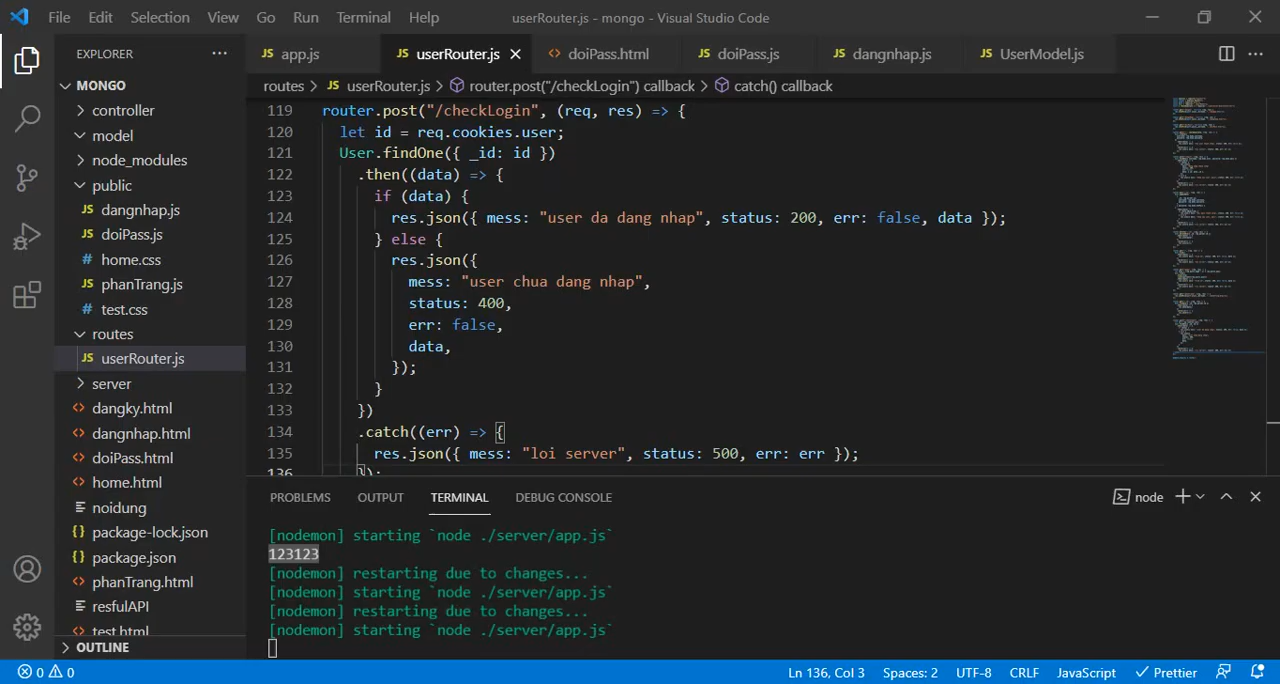 File Edit Selection View Go Run Terminal Help userRouter.js - mongo - Visual Studio Code
EXPLORER
JS app.js JS userRouter.js doiPass.html JS doiPass.js JS dangnhap.js JS UserModel.js
MONGO
routes JS userRouter.js router.post("/checkLogin") callback catch() callback
controller
model
node_modules
public
JS dangnhap.js
JS doiPass.js
home.css
JS phanTrang.js
test.css
routes
JS userRouter.js
server
dangky.html
dangnhap.html
doiPass.html
home.html
noidung
package-lock.json
package.json
phanTrang.html
resfulAPI
test.html
OUTLINE
119 router.post("/checkLogin", (req, res) => {
120 let id = req.cookies.user;
121 User.findOne({ _id: id })
122 .then((data) => {
123 if (data) {
124 res.json({ mess: "user da dang nhap", status: 200, err: false, data });
125 } else {
126 res.json({
127 mess: "user chua dang nhap",
128 status: 400,
129 err: false,
130 data,
131 });
132 }
133 })
134 .catch((err) => {
135 res.json({ mess: "loi server", status: 500, err: err });
136 });
PROBLEMS OUTPUT TERMINAL DEBUG CONSOLE node
[nodemon] starting `node ./server/app.js`
123123
[nodemon] restarting due to changes...
[nodemon] starting `node ./server/app.js`
[nodemon] restarting due to changes...
[nodemon] starting `node ./server/app.js`
0 0 Ln 136, Col 3 Spaces: 2 UTF-8 CRLF JavaScript Prettier